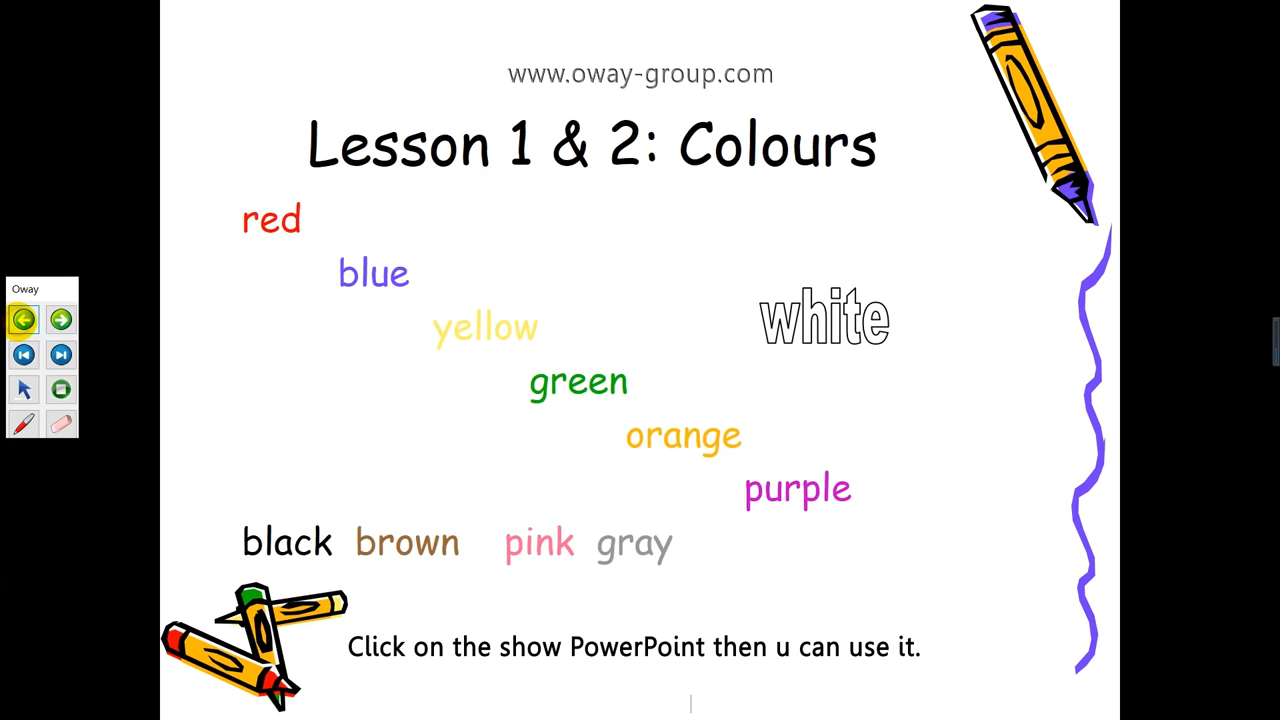 www.oway-group.com
Lesson 1 & 2: Colours
red
blue
Oway
white
yellow
green
orange
purple
black brown pink gray
Click on the show PowerPoint then u can use it.